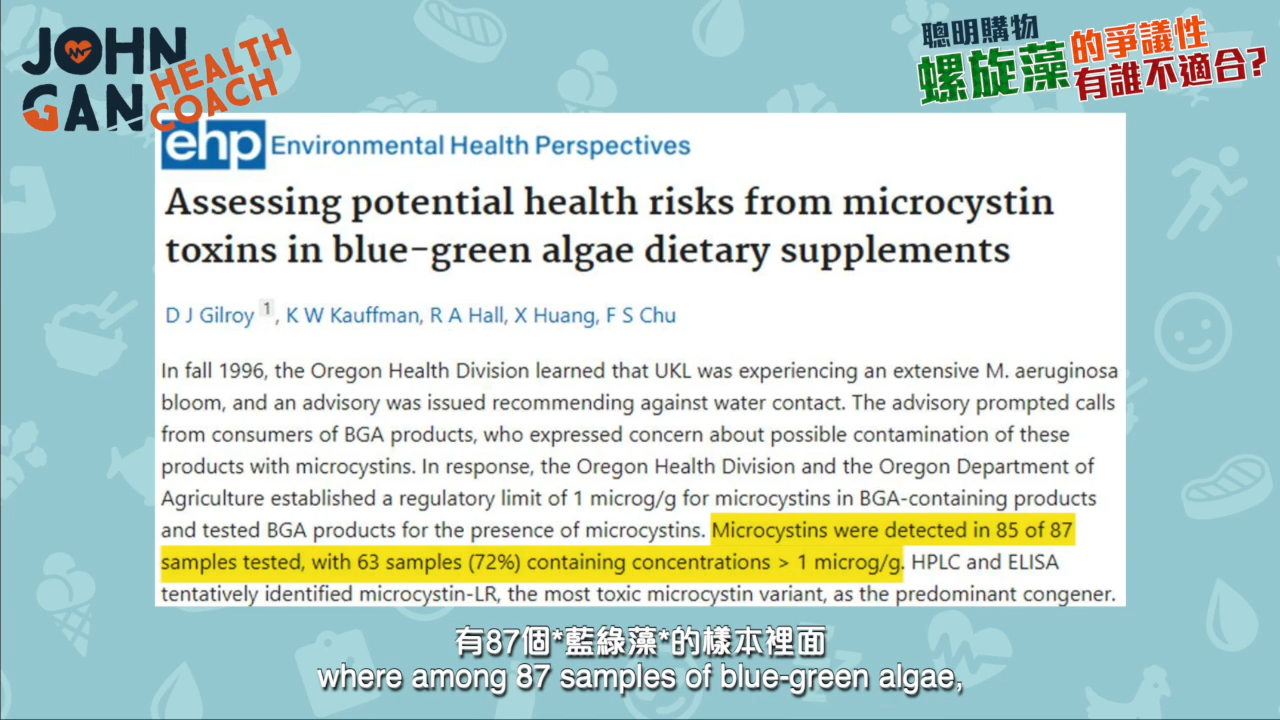 JOHN
GAN
HEALTH
COACH
聰明購物
螺旋藻的爭議性
有誰不適合?
ehp Environmental Health Perspectives
Assessing potential health risks from microcystin
toxins in blue-green algae dietary supplements
D J Gilroy 1, K W Kauffman, R A Hall, X Huang, F S Chu
In fall 1996, the Oregon Health Division learned that UKL was experiencing an extensive M. aeruginosa
bloom, and an advisory was issued recommending against water contact. The advisory prompted calls
from consumers of BGA products, who expressed concern about possible contamination of these
products with microcystins. In response, the Oregon Health Division and the Oregon Department of
Agriculture established a regulatory limit of 1 microg/g for microcystins in BGA-containing products
and tested BGA products for the presence of microcystins. Microcystins were detected in 85 of 87
samples tested, with 63 samples (72%) containing concentrations > 1 microg/g. HPLC and ELISA
tentatively identified microcystin-LR, the most toxic microcystin variant, as the predominant congener.
有87個*藍綠藻*的樣本裡面
where among 87 samples of blue-green algae,